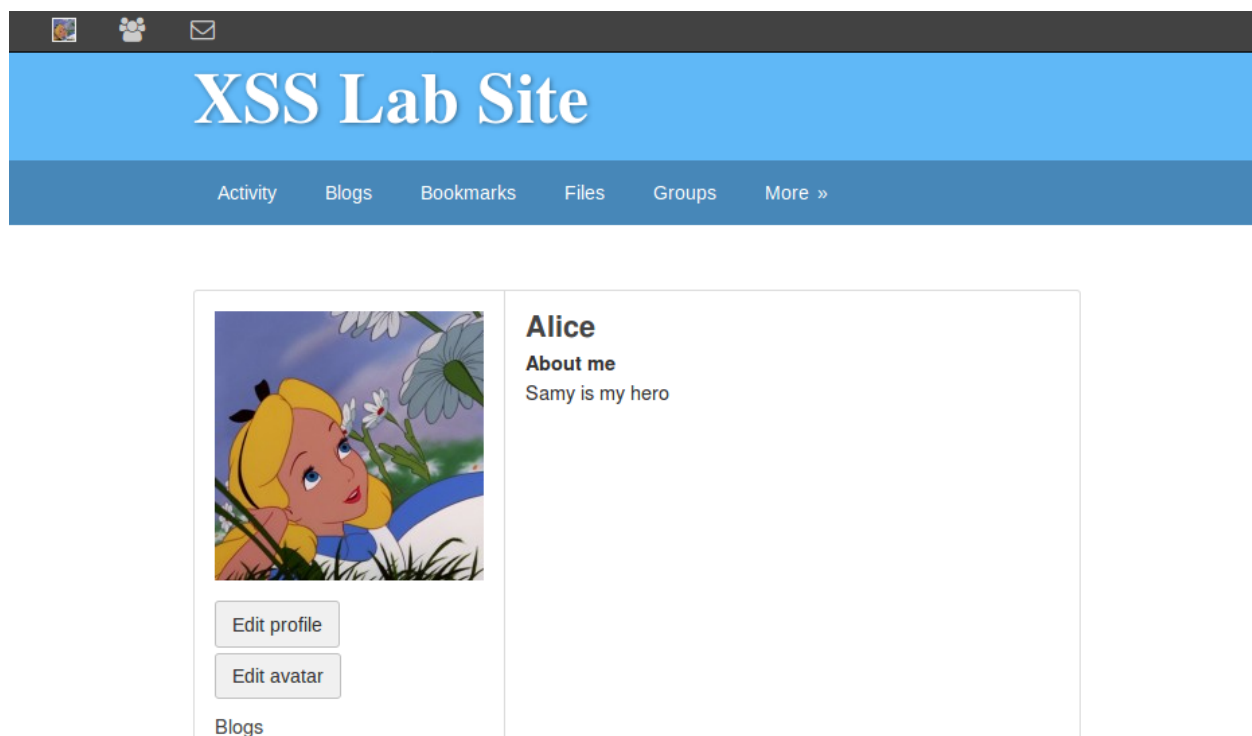 XSS Lab Site
Activity Blogs Bookmarks Files Groups More »
Alice
About me
Samy is my hero
Edit profile
Edit avatar
Blogs